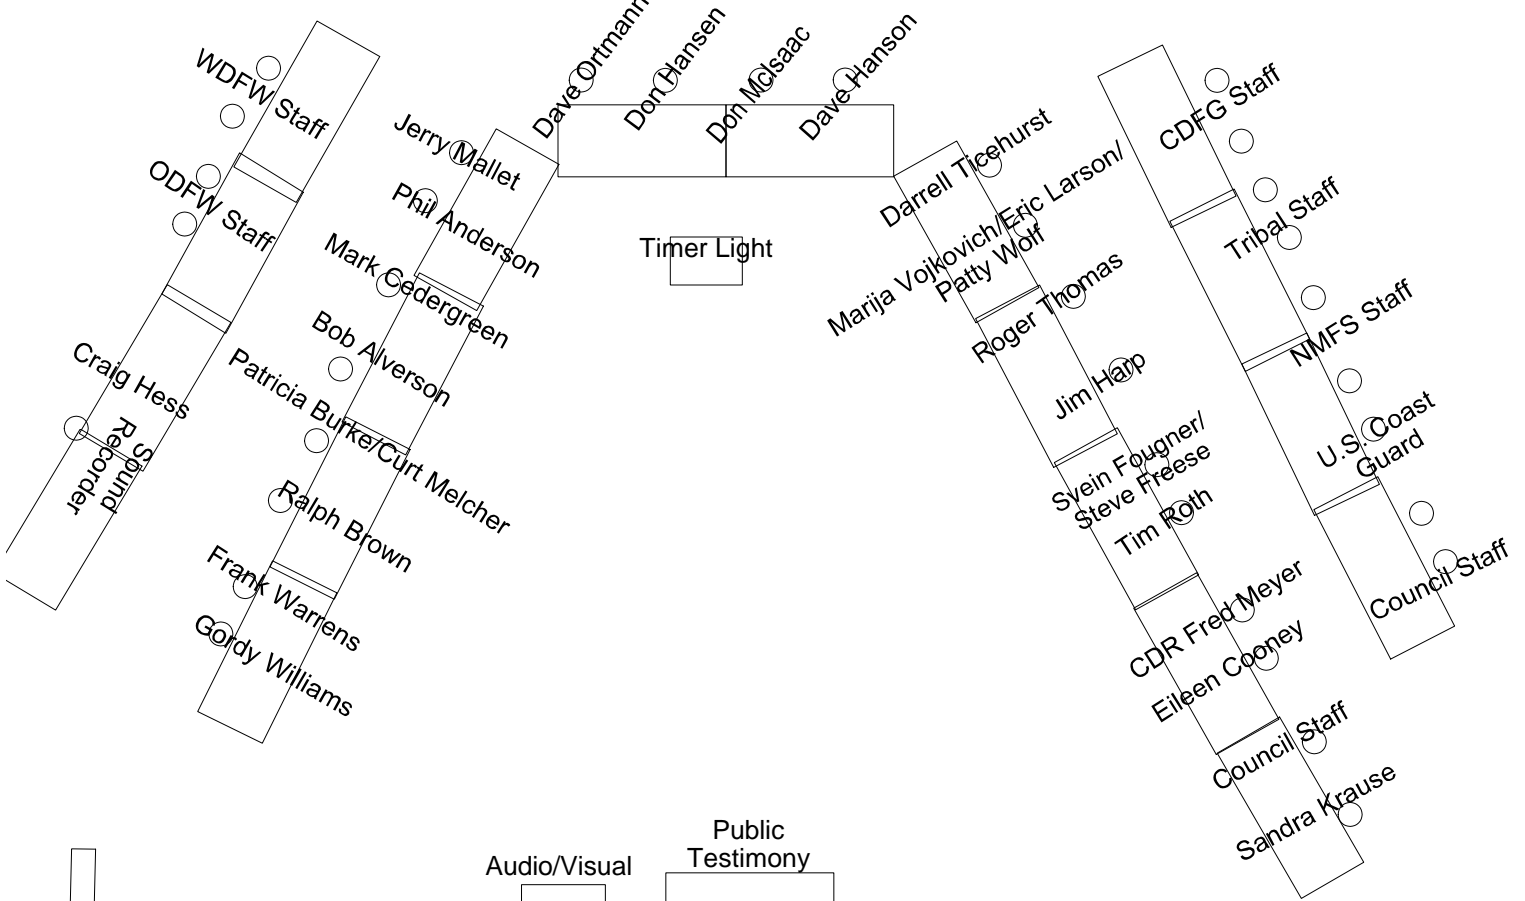 WDFW Staff
ODFW Staff
Craig Hess
Sound
Recorder
Jerry Mallet
Phil Anderson
Mark Cedergreen
Bob Alverson
Patricia Burke/Curt Melcher
Ralph Brown
Frank Warrens
Gordy Williams
Dave Ortmann
Don Hansen
Don McIsaac
Dave Hanson
Timer Light
Darrell Ticehurst
Marija Vojkovich/Eric Larson/
Patty Wolf
Roger Thomas
Jim Harp
Svein Fougner/
Steve Freese
Tim Roth
CDR Fred Meyer
Eileen Cooney
Council Staff
Sandra Krause
CDFG Staff
Tribal Staff
NMFS Staff
U.S. Coast
Guard
Council Staff
Audio/Visual
Public
Testimony